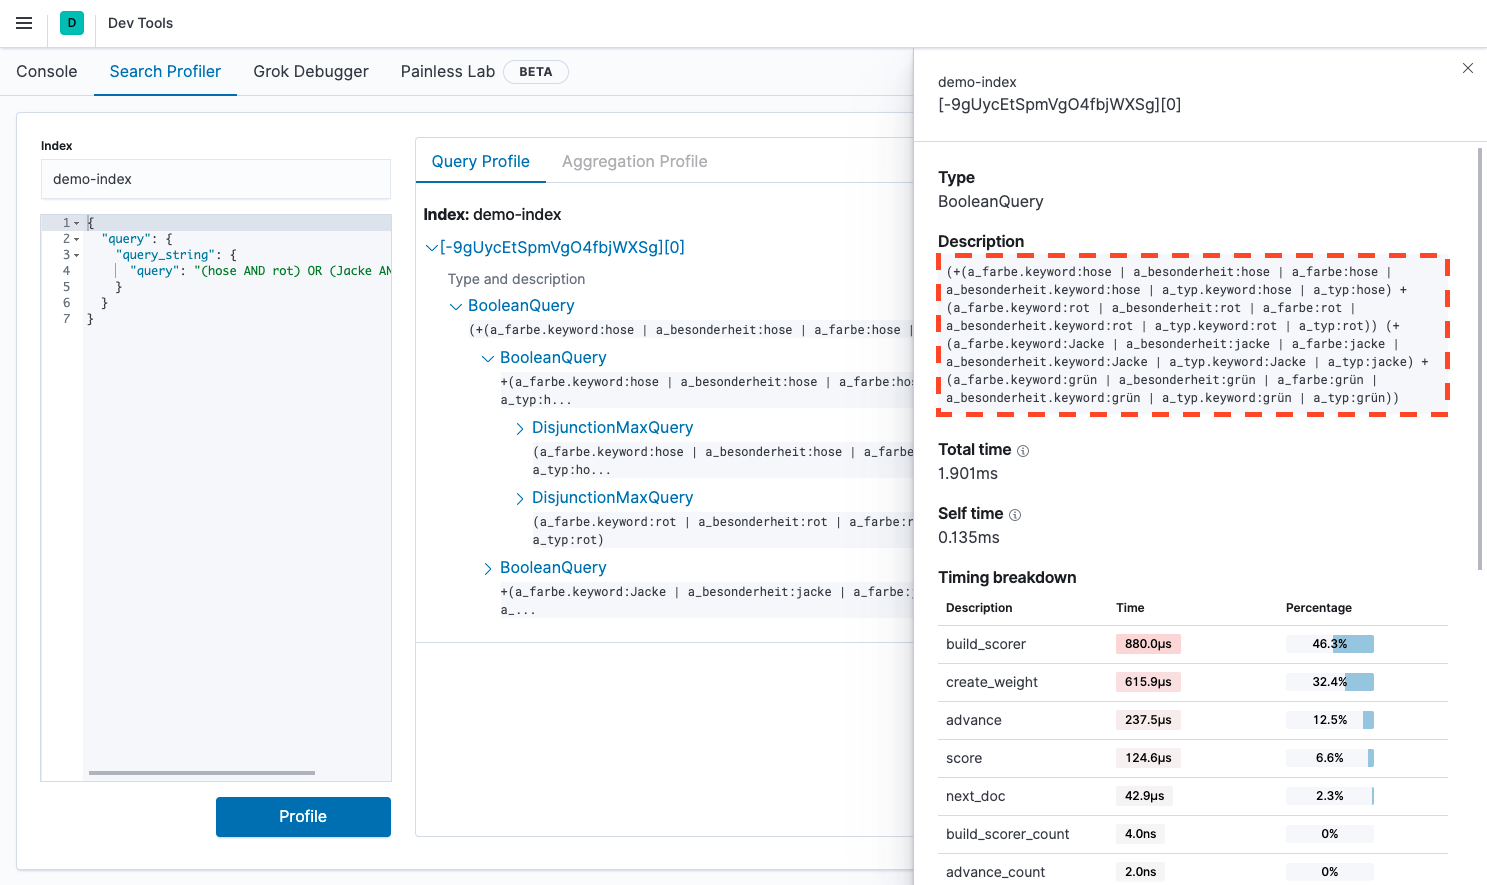 D
Dev Tools
Console
Search Profiler
Grok Debugger
Painless Lab
BETA
Index
demo-index
1 {
2 "query": {
3 "query_string": {
4 "query": "(hose AND rot) OR (Jacke AN
5 }
6 }
7 }
Profile
Query Profile
Aggregation Profile
Index: demo-index
[-9gUycEtSpmVgO4fbjWXSg][0]
Type and description
BooleanQuery
(+(a_farbe.keyword:hose | a_besonderheit:hose | a_farbe:hose |
BooleanQuery
+(a_farbe.keyword:hose | a_besonderheit:hose | a_farbe:hos
a_typ:h...
DisjunctionMaxQuery
(a_farbe.keyword:hose | a_besonderheit:hose | a_farbe
a_typ:ho...
DisjunctionMaxQuery
(a_farbe.keyword:rot | a_besonderheit:rot | a_farbe:r
a_typ:rot)
BooleanQuery
+(a_farbe.keyword:Jacke | a_besonderheit:jacke | a_farbe:j
a_...
demo-index
[-9gUycEtSpmVgO4fbjWXSg][0]
Type
BooleanQuery
Description
(+(a_farbe.keyword:hose | a_besonderheit:hose | a_farbe:hose |
a_besonderheit.keyword:hose | a_typ.keyword:hose | a_typ:hose) +
(a_farbe.keyword:rot | a_besonderheit:rot | a_farbe:rot |
a_besonderheit.keyword:rot | a_typ.keyword:rot | a_typ:rot)) (+
(a_farbe.keyword:Jacke | a_besonderheit:jacke | a_farbe:jacke |
a_besonderheit.keyword:Jacke | a_typ.keyword:Jacke | a_typ:jacke) +
(a_farbe.keyword:grün | a_besonderheit:grün | a_farbe:grün |
a_besonderheit.keyword:grün | a_typ.keyword:grün | a_typ:grün))
Total time
1.901ms
Self time
0.135ms
Timing breakdown
Description Time Percentage
build_scorer 880.0µs 46.3%
create_weight 615.9µs 32.4%
advance 237.5µs 12.5%
score 124.6µs 6.6%
next_doc 42.9µs 2.3%
build_scorer_count 4.0ns 0%
advance_count 2.0ns 0%